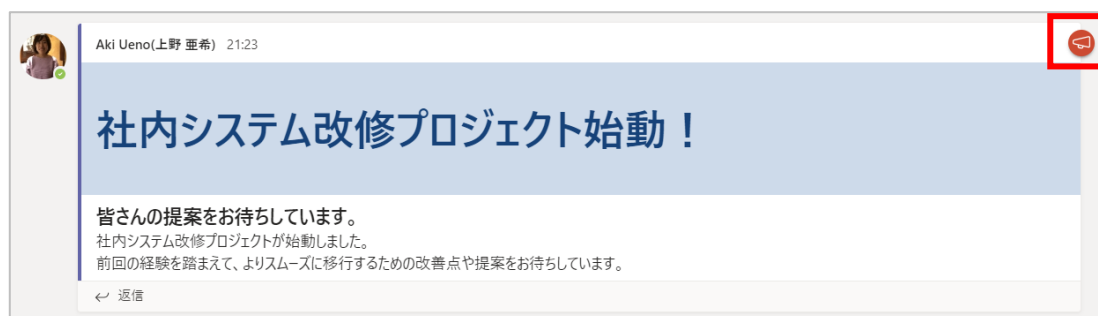 Aki Ueno(上野 亜希) 21:23
社内システム改修プロジェクト始動！
皆さんの提案をお待ちしています。
社内システム改修プロジェクトが始動しました。
前回の経験を踏まえて、よりスムーズに移行するための改善点や提案をお待ちしています。
返信